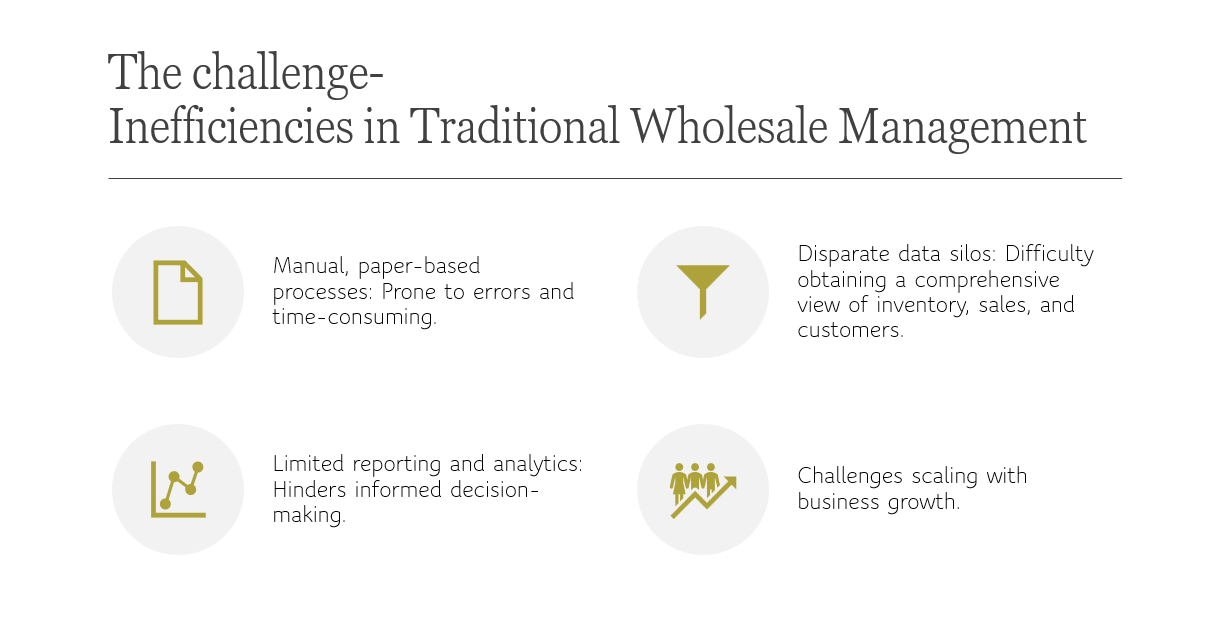 The challenge-
Inefficiencies in Traditional Wholesale Management
Manual, paper-based
processes: Prone to errors and
time-consuming.
Disparate data silos: Difficulty
obtaining a comprehensive
view of inventory, sales, and
customers.
Limited reporting and analytics:
Hinders informed decision-
making.
Challenges scaling with
business growth.